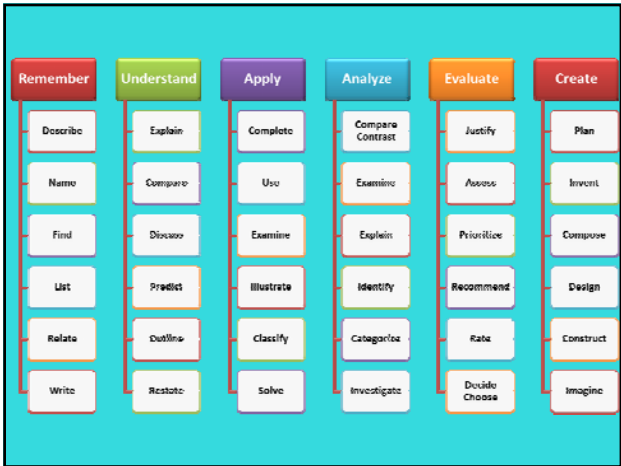 Remember
Understand
Apply
Analyze
Evaluate
Create
Describe
Explain
Complete
Compare
Contrast
Justify
Plan
Name
Compare
Use
Examine
Assess
Invent
Find
Discuss
Examine
Explain
Prioritize
Compose
List
Predict
Illustrate
Identify
Recommend
Design
Relate
Outline
Classify
Categorize
Rate
Construct
Write
Restate
Solve
Investigate
Decide
Choose
Imagine